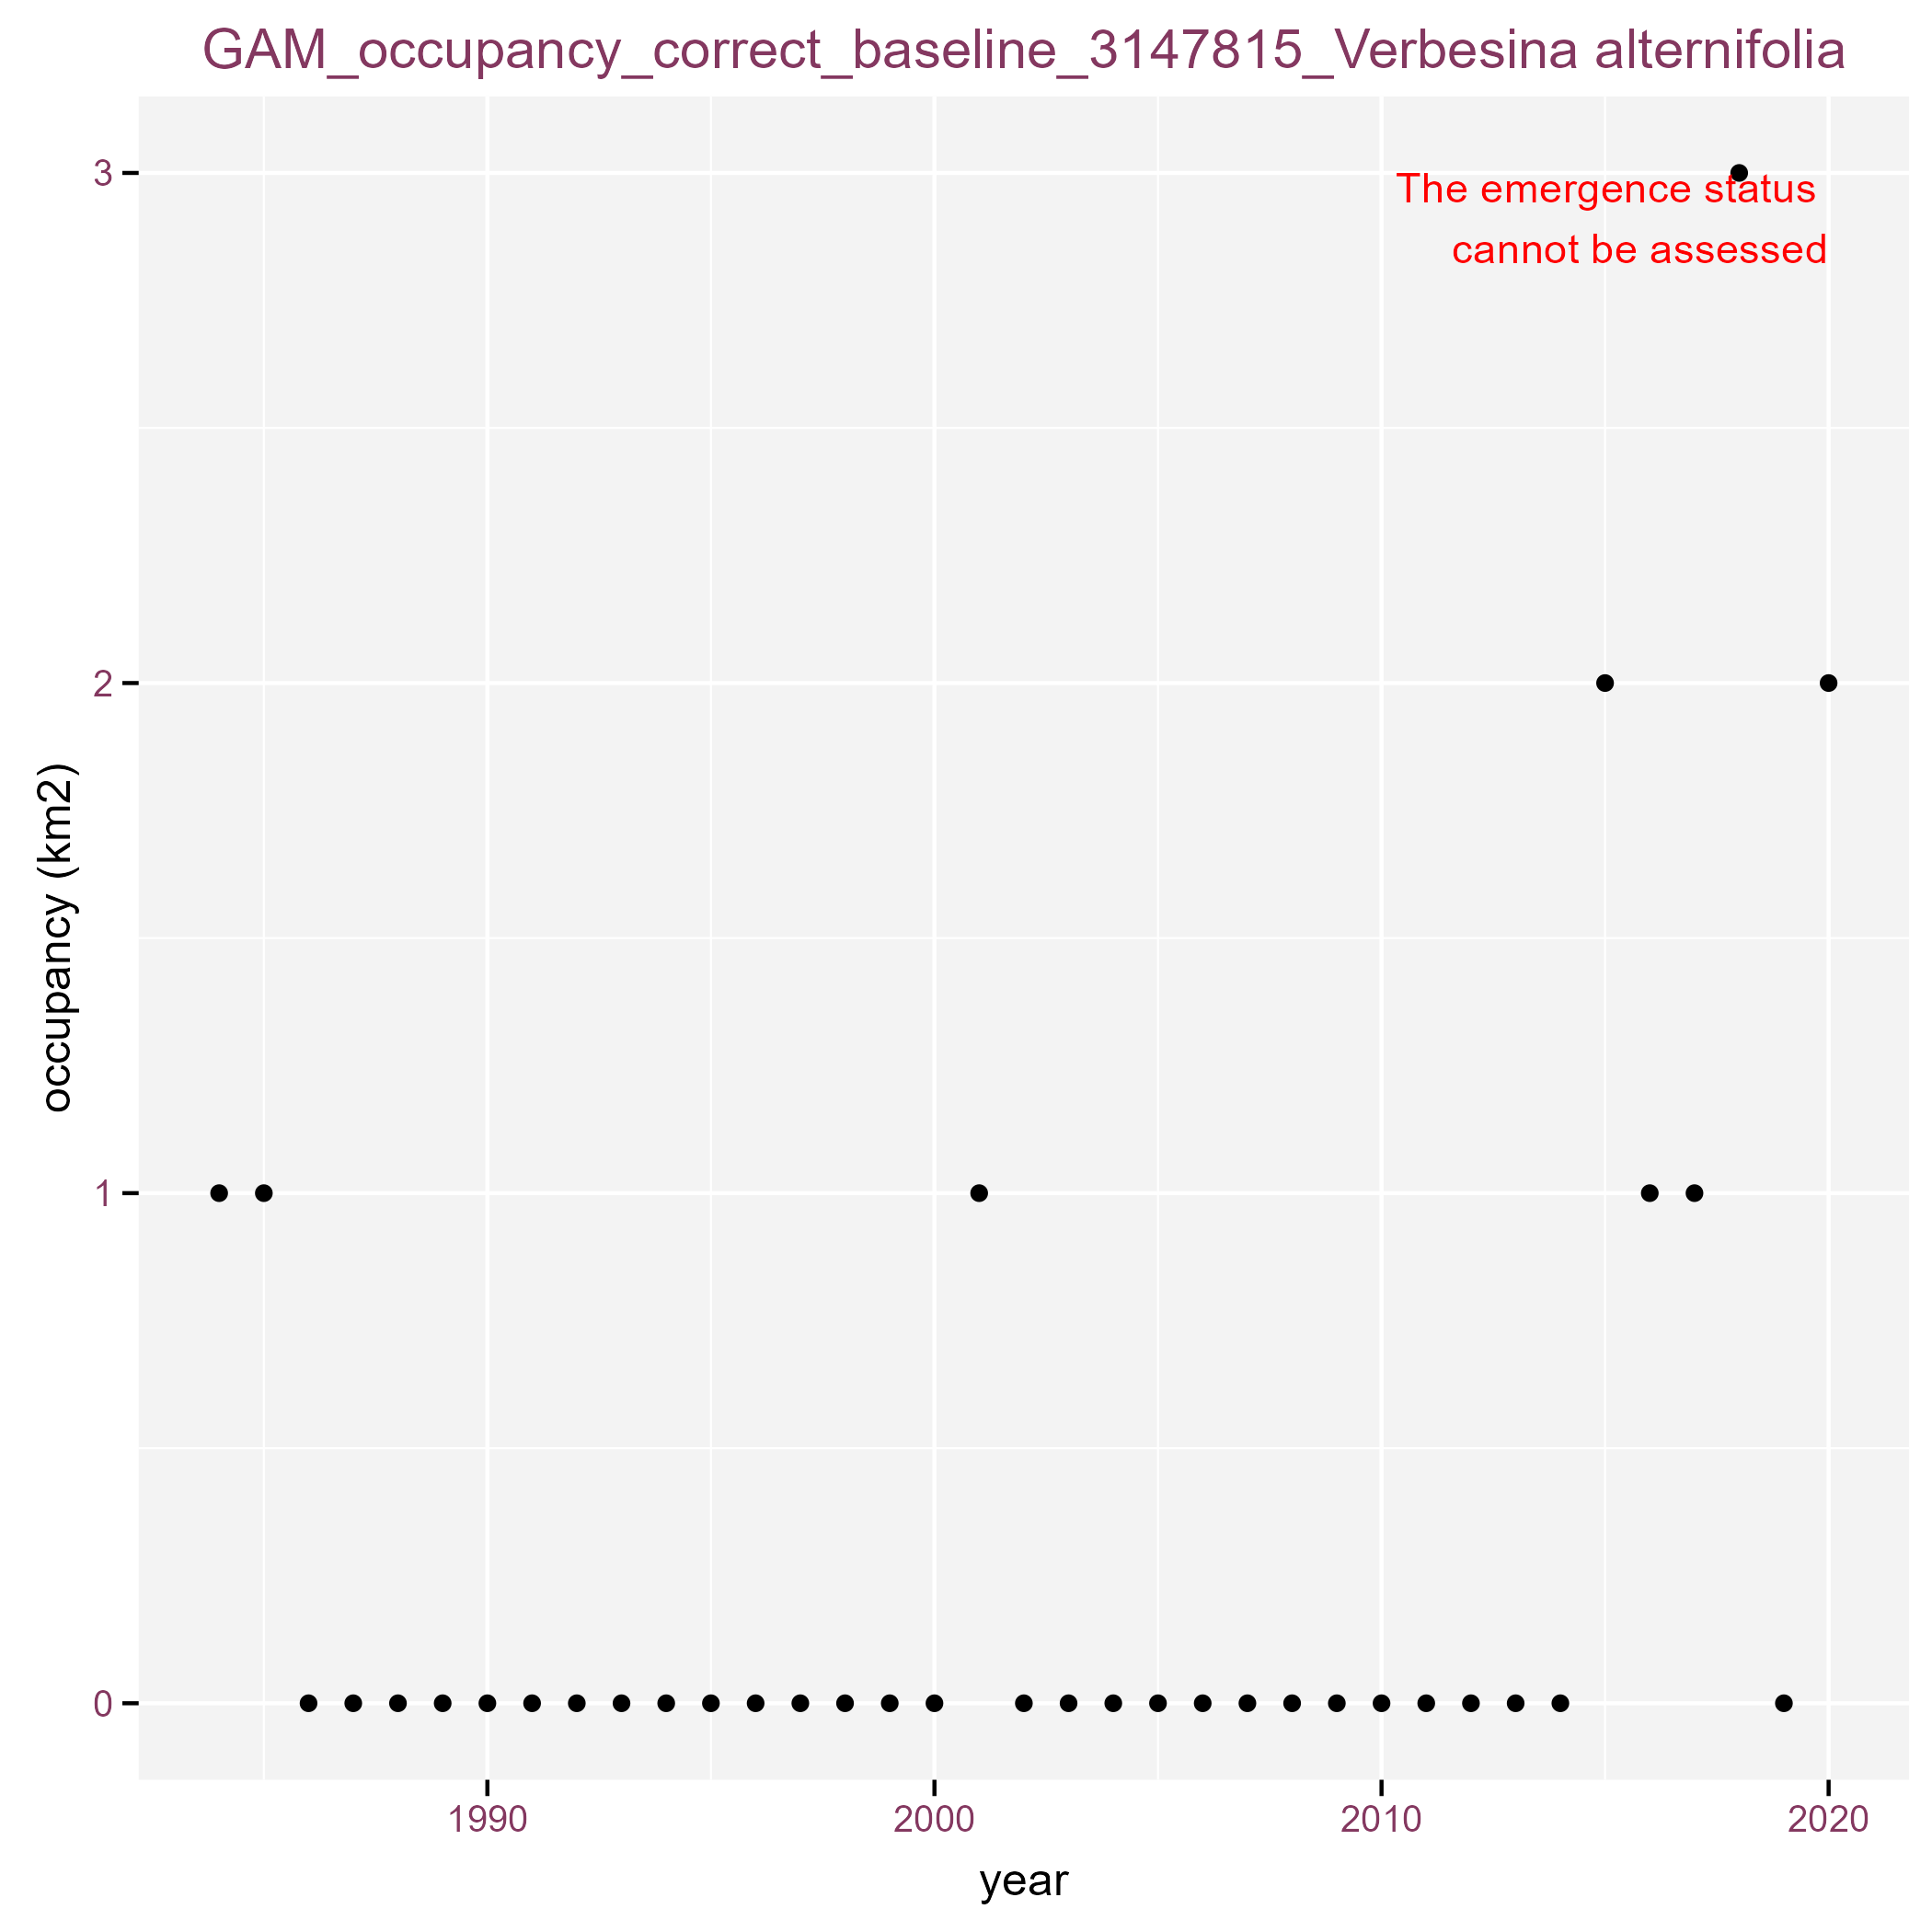 GAM_occupancy_correct_baseline_3147815_Verbesina alternifolia
3
The emergence status
cannot be assessed
2
occupancy (km2)
1
0
1990 2000 2010 2020
year